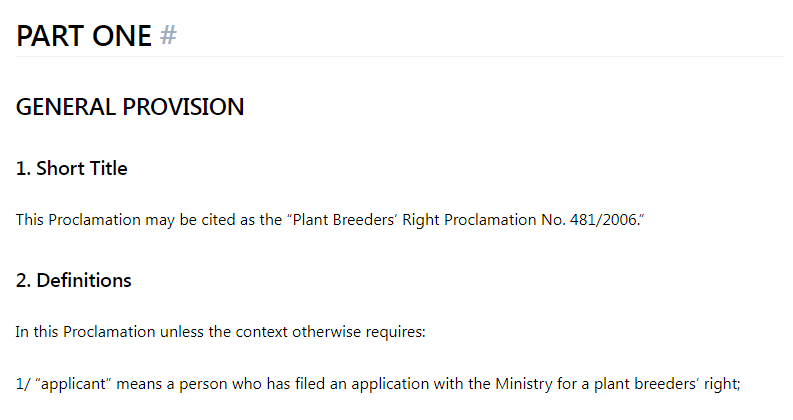 PART ONE #
GENERAL PROVISION
1. Short Title
This Proclamation may be cited as the “Plant Breeders’ Right Proclamation No. 481/2006.”
2. Definitions
In this Proclamation unless the context otherwise requires:
1/ “applicant” means a person who has filed an application with the Ministry for a plant breeders’ right;